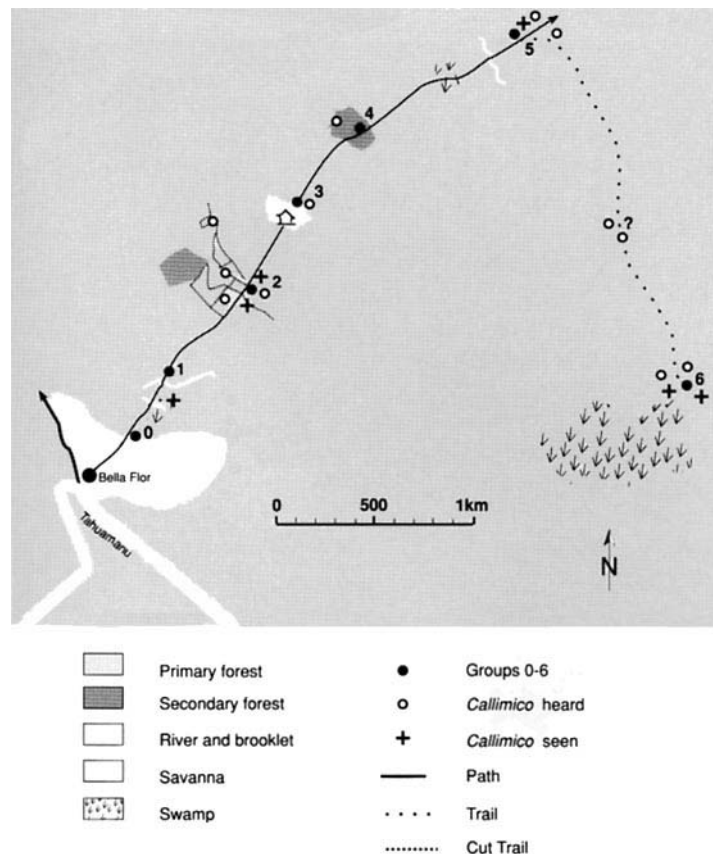 5
4
3
2
?
1
6
0
Bella Flor
Tahuamanu
0 500 1km
N
Primary forest
Secondary forest
River and brooklet
Savanna
Swamp
Groups 0-6
Callimico heard
Callimico seen
Path
Trail
Cut Trail